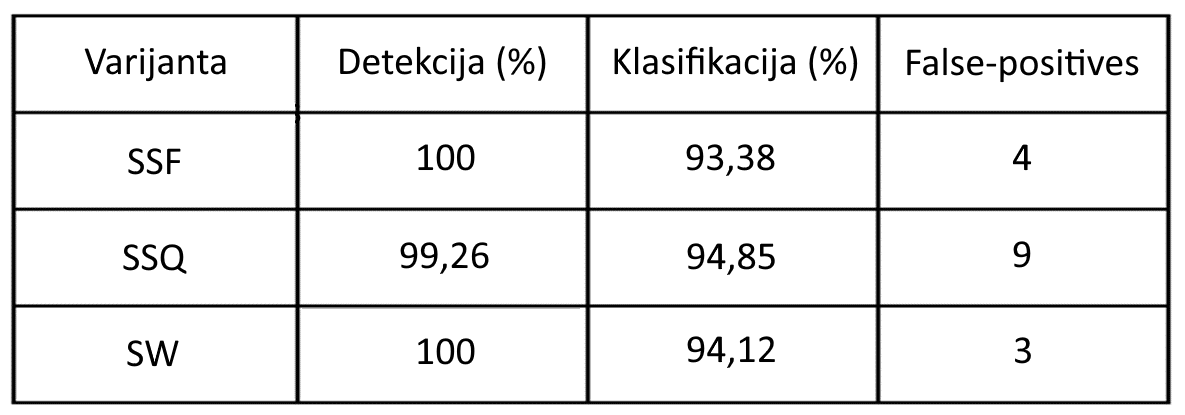 Varijanta Detekcija (%) Klasifikacija (%) False-positives
SSF 100 93,38 4
SSQ 99,26 94,85 9
SW 100 94,12 3